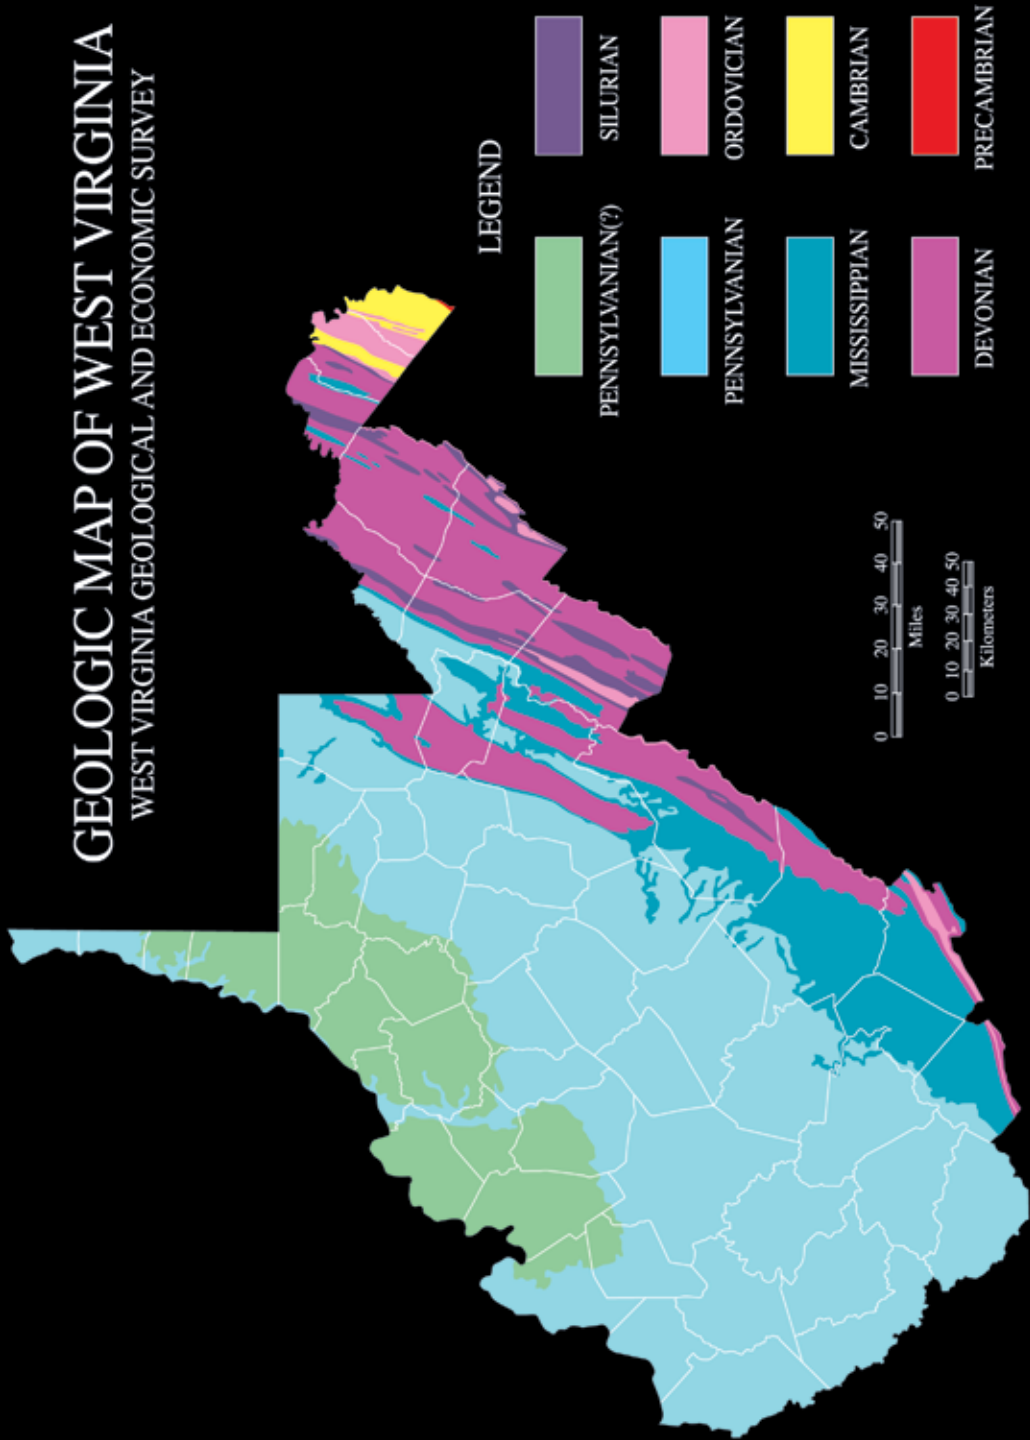 GEOLOGIC MAP OF WEST VIRGINIA
WEST VIRGINIA GEOLOGICAL AND ECONOMIC SURVEY
LEGEND
PENNSYLVANIAN(?)
SILURIAN
PENNSYLVANIAN
ORDOVICIAN
MISSISSIPPIAN
CAMBRIAN
DEVONIAN
PRECAMBRIAN
0 10 20 30 40 50
Miles
0 10 20 30 40 50
Kilometers